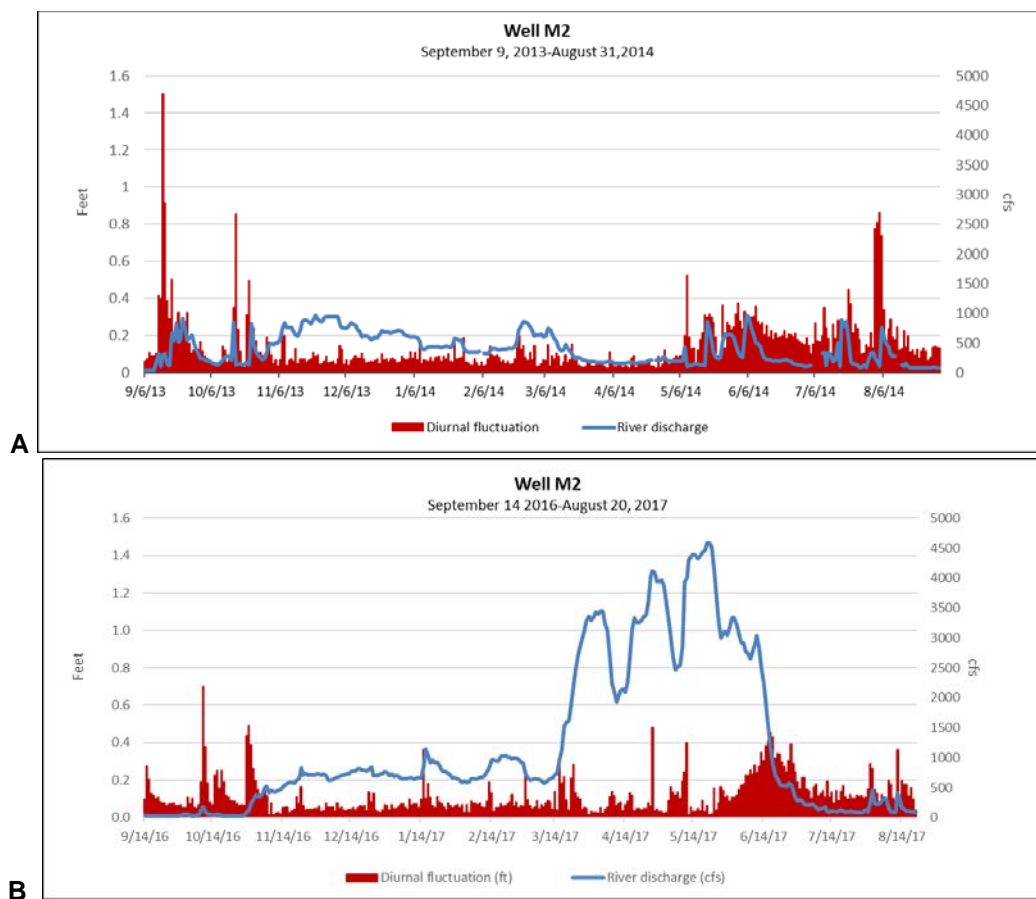 Well M2
September 9, 2013-August 31,2014
1.6
1.4
1.2
1
0.8
0.6
0.4
0.2
0
Feet
5000
4500
4000
3500
3000
2500
2000
1500
1000
500
0
cfs
9/6/13 10/6/13 11/6/13 12/6/13 1/6/14 2/6/14 3/6/14 4/6/14 5/6/14 6/6/14 7/6/14 8/6/14
Diurnal fluctuation River discharge
A
Well M2
September 14 2016-August 20, 2017
1.6
1.4
1.2
1.0
0.8
0.6
0.4
0.2
0.0
Feet
5000
4500
4000
3500
3000
2500
2000
1500
1000
500
0
cfs
9/14/16 10/14/16 11/14/16 12/14/16 1/14/17 2/14/17 3/14/17 4/14/17 5/14/17 6/14/17 7/14/17 8/14/17
Diurnal fluctuation (ft) River discharge (cfs)
B